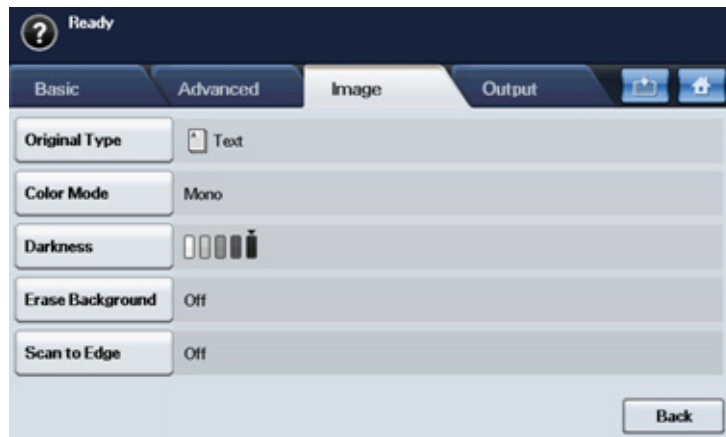 Ready
Basic Advanced Image Output
Original Type Text
Color Mode Mono
Darkness
Erase Background Off
Scan to Edge Off
Back